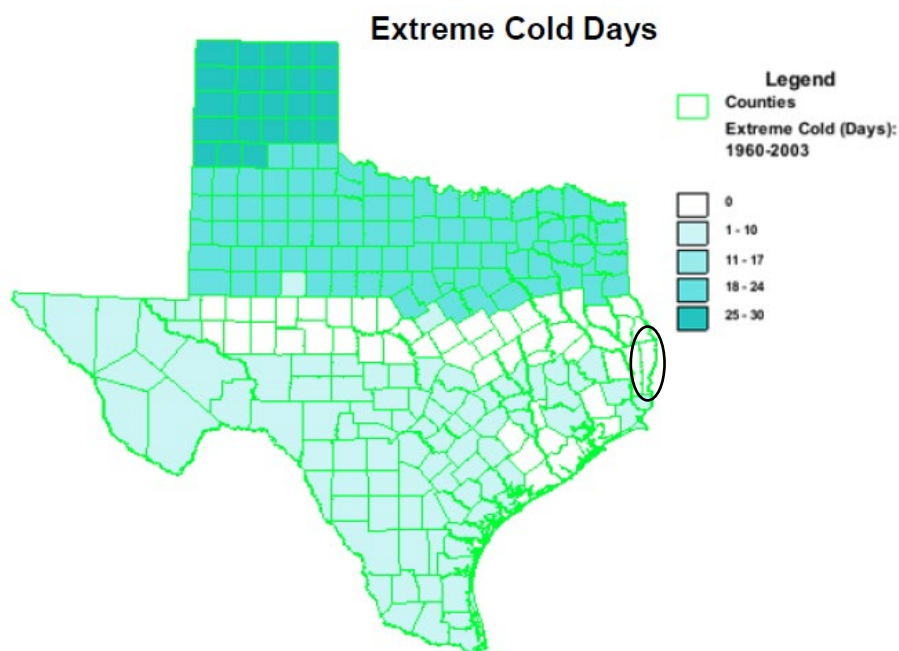 Extreme Cold Days
Legend
Counties
Extreme Cold (Days):
1960-2003
0
1 - 10
11 - 17
18 - 24
25 - 30